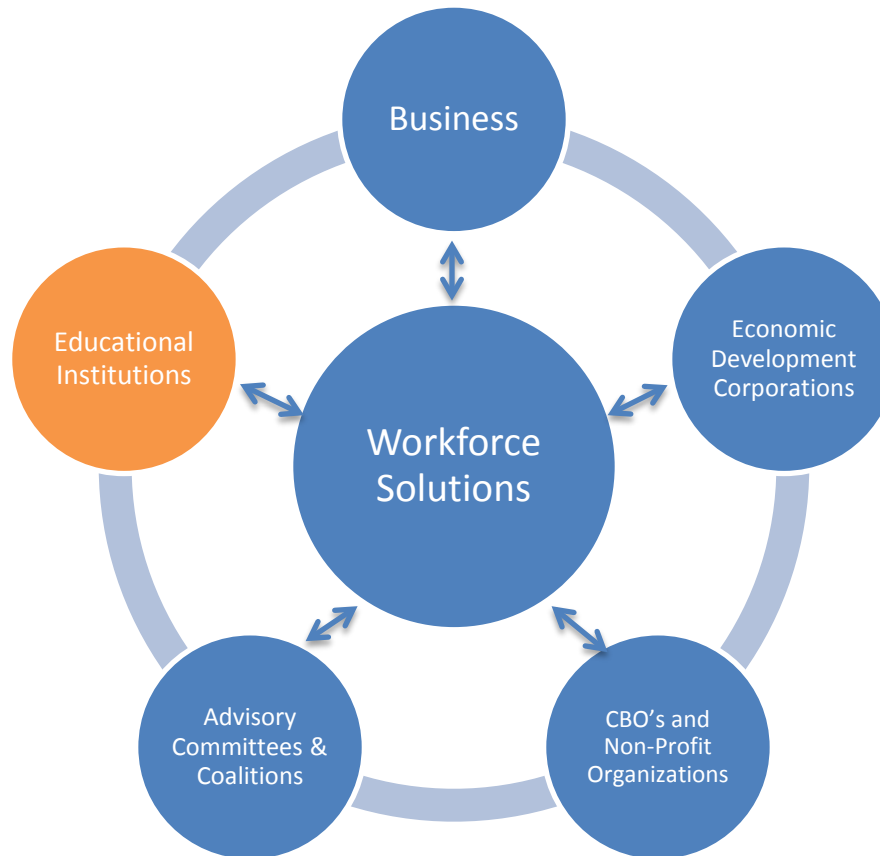 Business
Educational
Institutions
Economic
Development
Corporations
Workforce
Solutions
Advisory
Committees &
Coalitions
CBO’s and
Non-Profit
Organizations